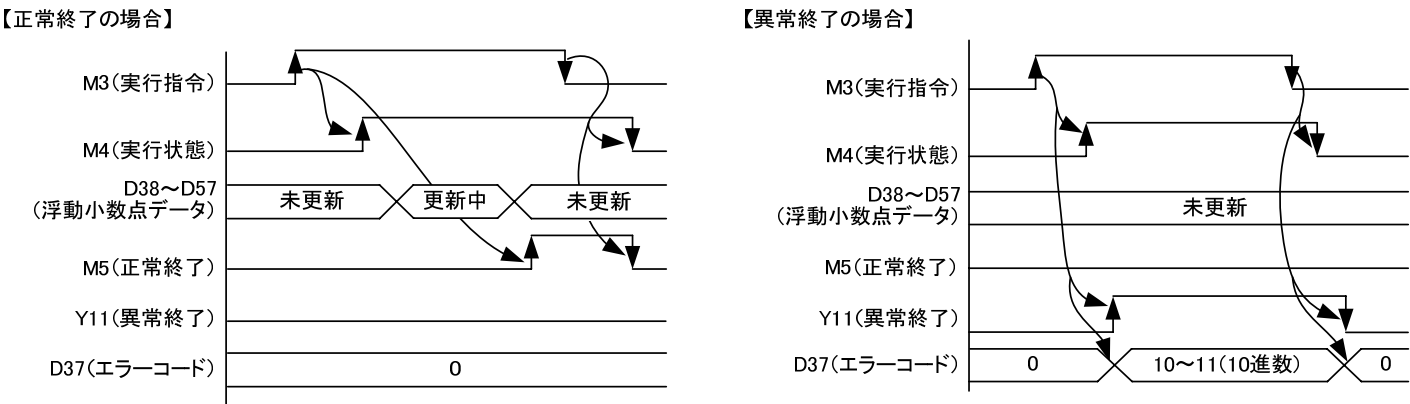 【正常終了の場合】
M3(実行指令)
M4(実行状態)
D38～D57
(浮動小数点データ)
未更新
更新中
未更新
M5(正常終了)
Y11(異常終了)
D37(エラーコード)
0
【異常終了の場合】
M3(実行指令)
M4(実行状態)
D38～D57
(浮動小数点データ)
未更新
M5(正常終了)
Y11(異常終了)
D37(エラーコード)
0
10～11(10進数)
0